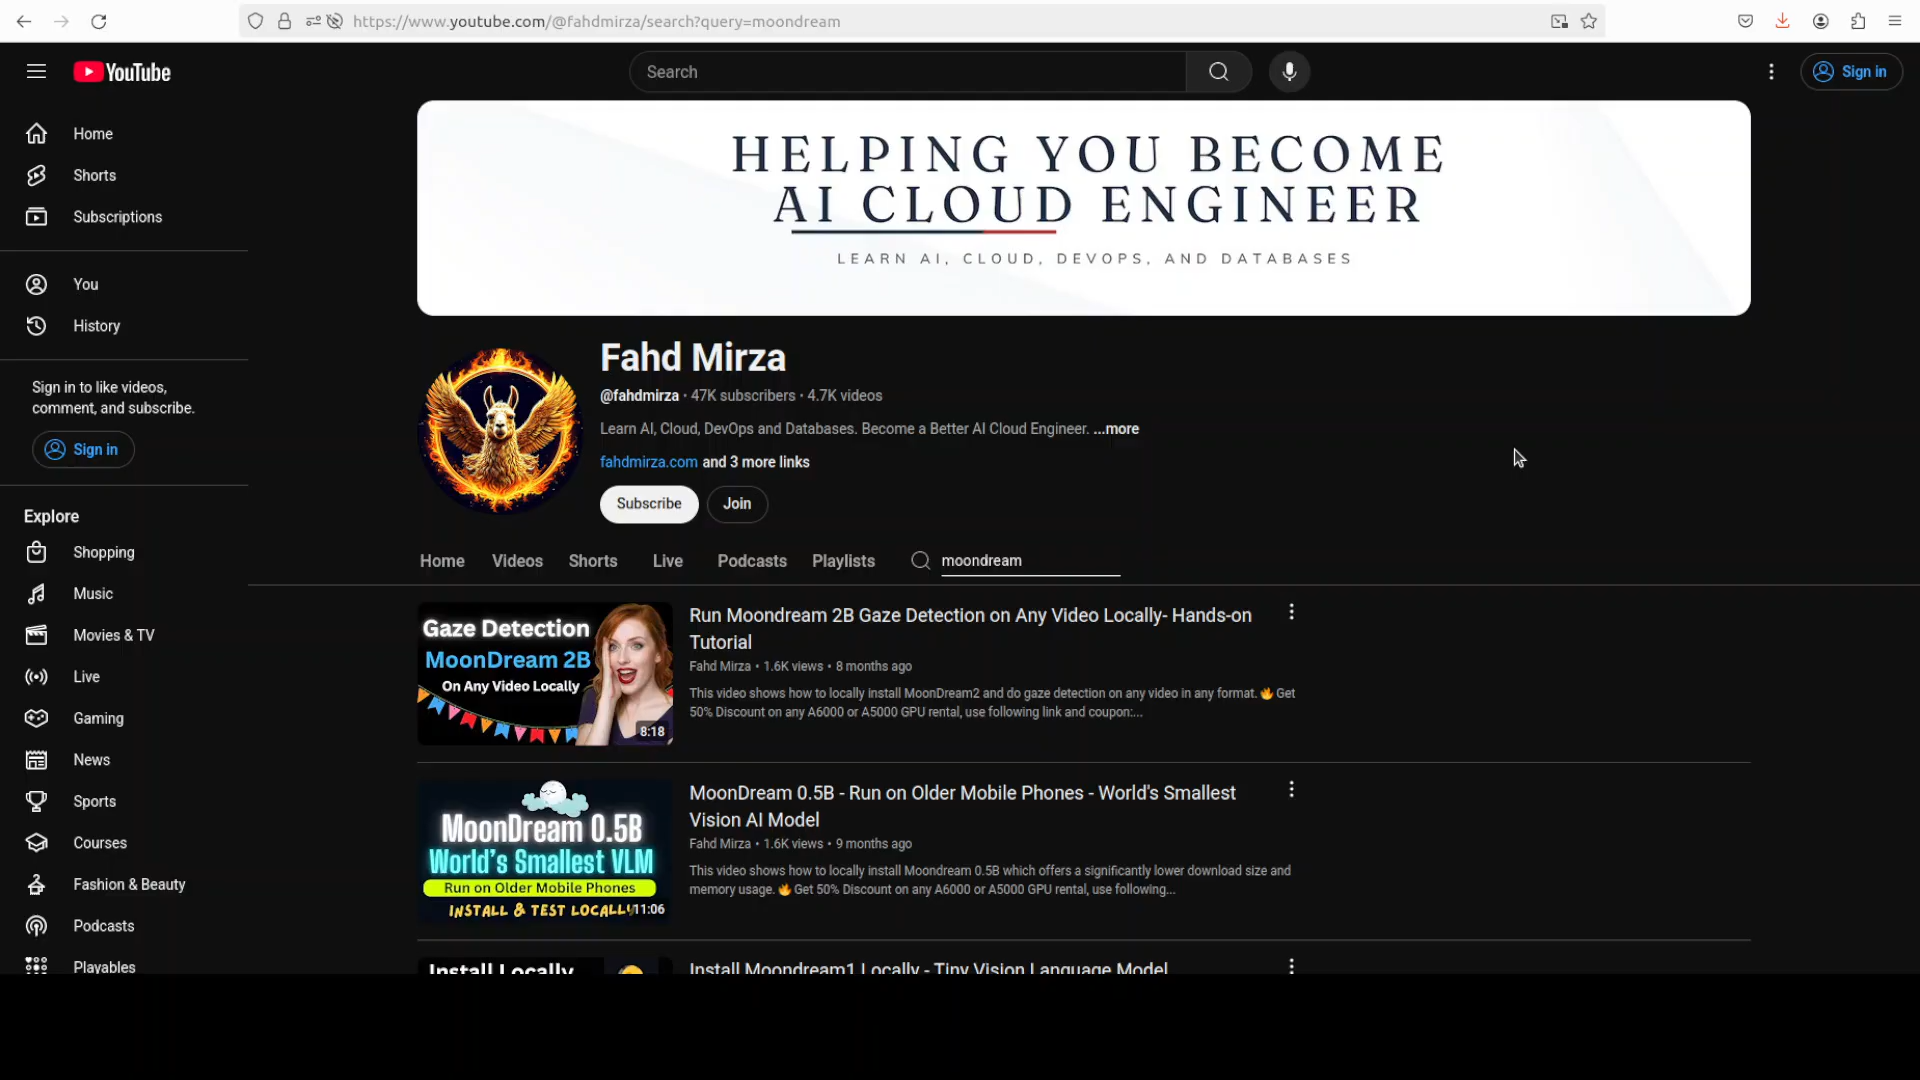 https://www.youtube.com/@fahdmirza/search?query=moondream
YouTube
Search
Sign in
Home
Shorts
Subscriptions
You
History
Sign in to like videos,
comment, and subscribe.
Sign in
Explore
Shopping
Music
Movies & TV
Live
Gaming
News
Sports
Courses
Fashion & Beauty
Podcasts
Playables
HELPING YOU BECOME
AI CLOUD ENGINEER
LEARN AI, CLOUD, DEVOPS, AND DATABASES
Fahd Mirza
@fahdmirza • 47K subscribers • 4.7K videos
Learn AI, Cloud, DevOps and Databases. Become a Better AI Cloud Engineer. ...more
fahdmirza.com and 3 more links
Subscribe Join
Home Videos Shorts Live Podcasts Playlists moondream
Gaze Detection
MoonDream 2B
On Any Video Locally
8:18
Run Moondream 2B Gaze Detection on Any Video Locally- Hands-on
Tutorial
Fahd Mirza • 1.6K views • 8 months ago
This video shows how to locally install MoonDream2 and do gaze detection on any video in any format. 🔥 Get
50% Discount on any A6000 or A5000 GPU rental, use following link and coupon:...
MoonDream 0.5B
World's Smallest VLM
Run on Older Mobile Phones
INSTALL & TEST LOCALLY
11:06
MoonDream 0.5B - Run on Older Mobile Phones - World's Smallest
Vision AI Model
Fahd Mirza • 1.6K views • 9 months ago
This video shows how to locally install Moondream 0.5B which offers a significantly lower download size and
memory usage. 🔥 Get 50% Discount on any A6000 or A5000 GPU rental, use following...
Install Locally
Install Moondream1 Locally - Tiny Vision Language Model